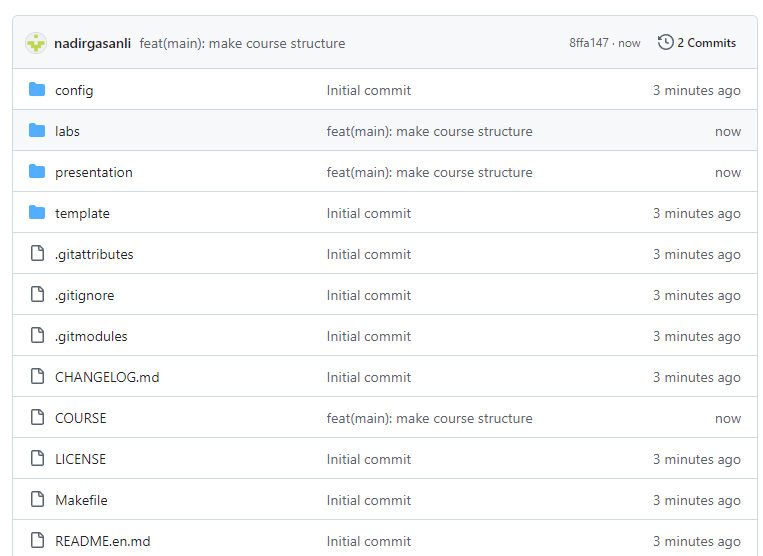 nadirgasanli feat(main): make course structure 8ffa147 · now 2 Commits
config Initial commit 3 minutes ago
labs feat(main): make course structure now
presentation feat(main): make course structure now
template Initial commit 3 minutes ago
.gitattributes Initial commit 3 minutes ago
.gitignore Initial commit 3 minutes ago
.gitmodules Initial commit 3 minutes ago
CHANGELOG.md Initial commit 3 minutes ago
COURSE feat(main): make course structure now
LICENSE Initial commit 3 minutes ago
Makefile Initial commit 3 minutes ago
README.en.md Initial commit 3 minutes ago